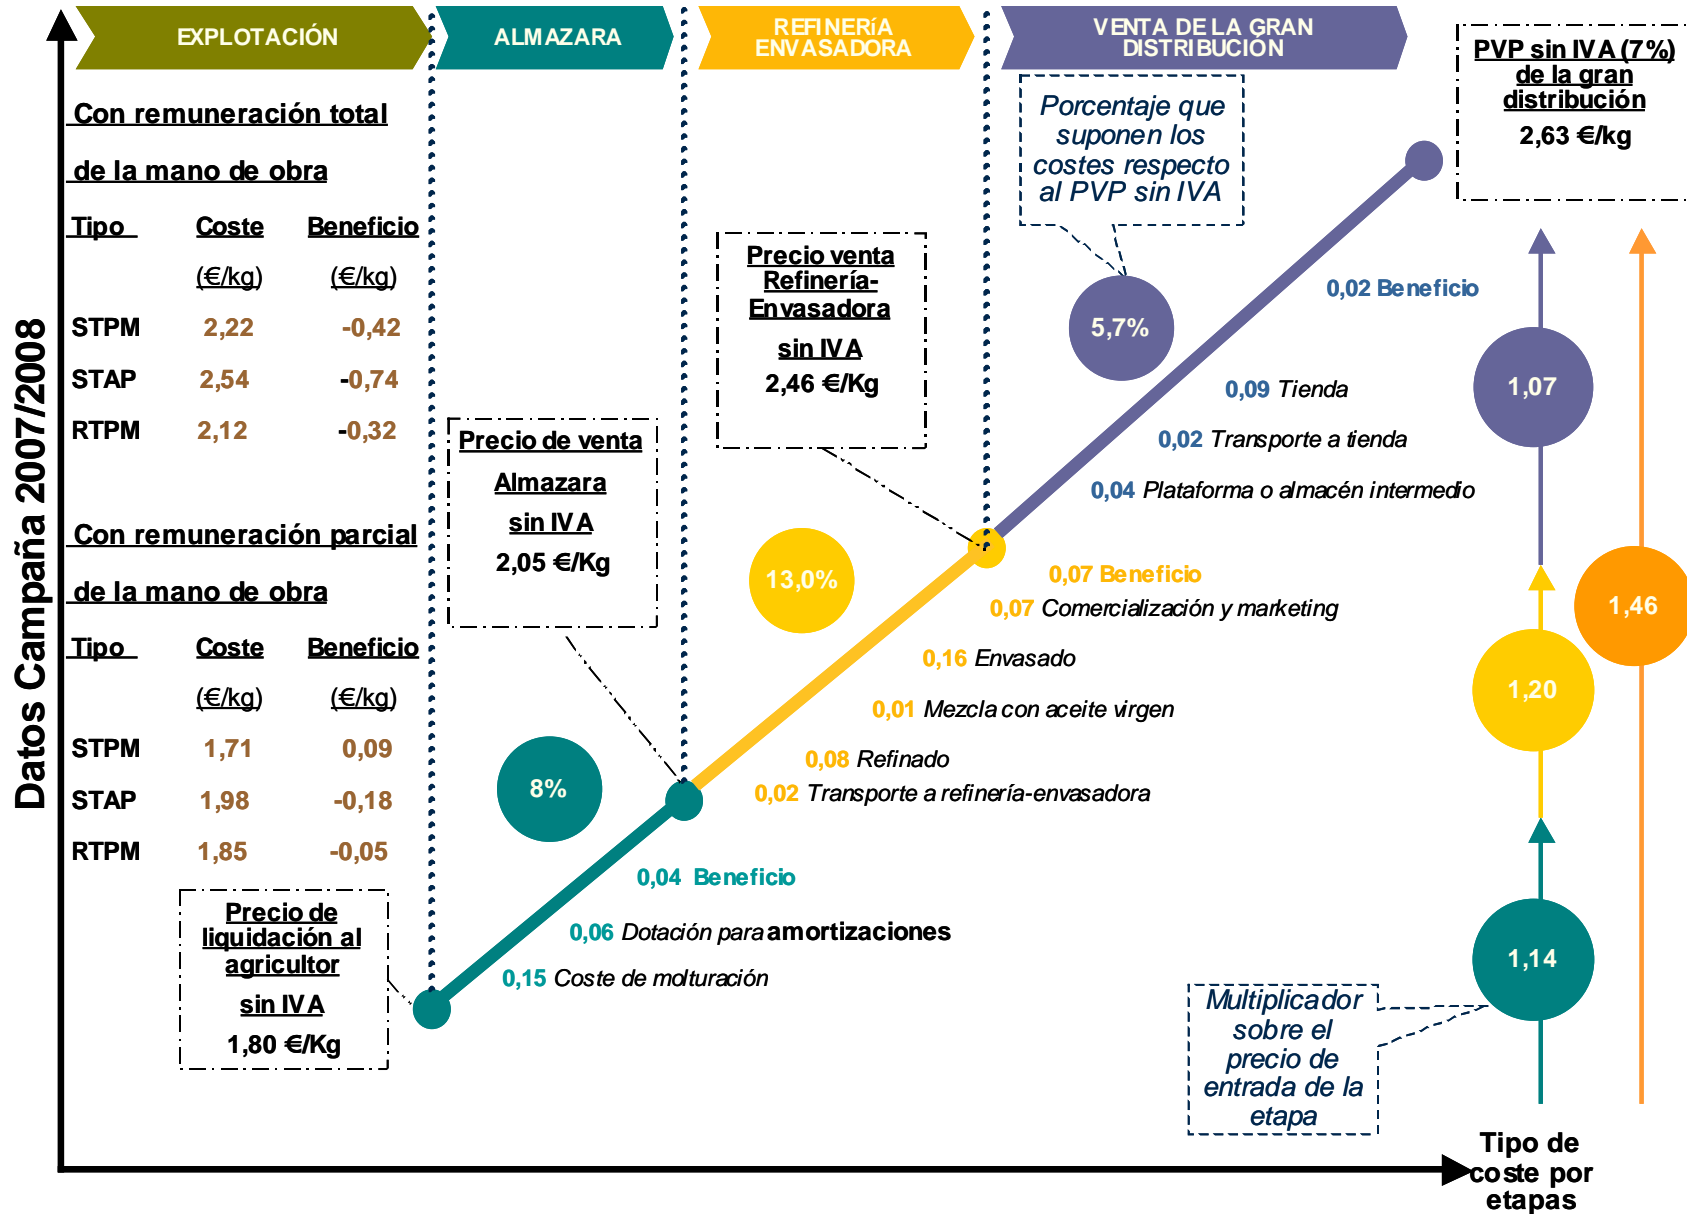 EXPLOTACIÓN
ALMAZARA
REFINERíA
ENVASADORA
VENTA DE LA GRAN
DISTRIBUCIÓN
Datos Campaña 2007/2008
Con remuneración total
de la mano de obra
Tipo Coste Beneficio
(€/kg) (€/kg)
STPM 2,22 -0,42
STAP 2,54 -0,74
RTPM 2,12 -0,32
Con remuneración parcial
de la mano de obra
Tipo Coste Beneficio
(€/kg) (€/kg)
STPM 1,71 0,09
STAP 1,98 -0,18
RTPM 1,85 -0,05
Precio de
liquidación al
agricultor
sin IVA
1,80 €/Kg
Precio de venta
Almazara
sin IVA
2,05 €/Kg
8%
0,04 Beneficio
0,06 Dotación para amortizaciones
0,15 Coste de molturación
Precio venta
Refinería-
Envasadora
sin IVA
2,46 €/Kg
13,0%
0,07 Beneficio
0,07 Comercialización y marketing
0,16 Envasado
0,01 Mezcla con aceite virgen
0,08 Refinado
0,02 Transporte a refinería-envasadora
Porcentaje que
suponen los
costes respecto
al PVP sin IVA
5,7%
0,02 Beneficio
0,09 Tienda
0,02 Transporte a tienda
0,04 Plataforma o almacén intermedio
PVP sin IVA (7%)
de la gran
distribución
2,63 €/kg
1,07
1,46
1,20
1,14
Multiplicador
sobre el
precio de
entrada de la
etapa
Tipo de
coste por
etapas